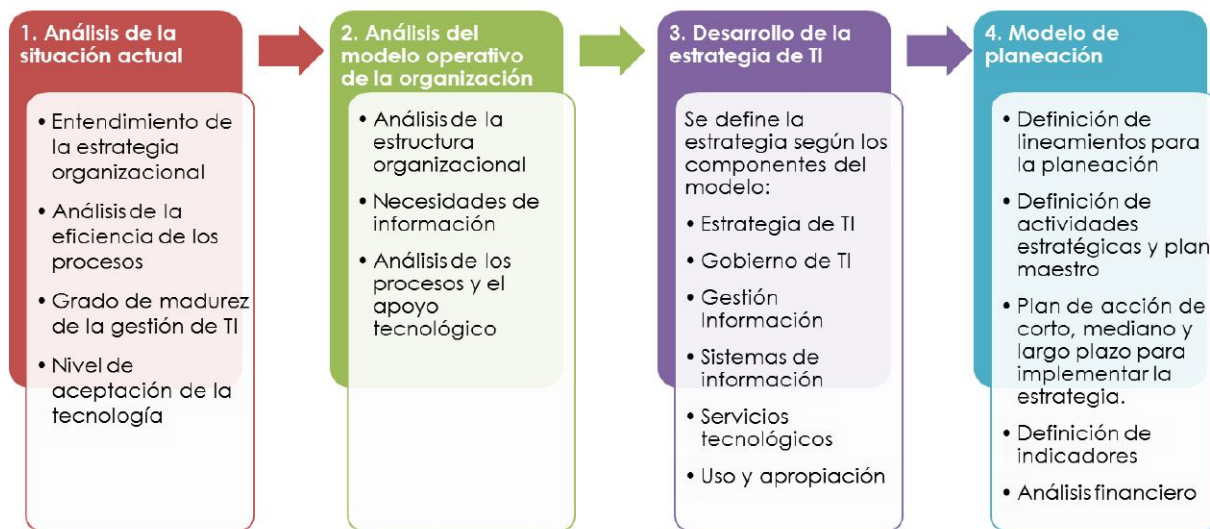 1. Análisis de la
situación actual
• Entendimiento de
la estrategia
organizacional
• Análisis de la
eficiencia de los
procesos
• Grado de madurez
de la gestión de TI
• Nivel de
aceptación de la
tecnología
2. Análisis del
modelo operativo
de la organización
• Análisis de la
estructura
organizacional
• Necesidades de
información
• Análisis de los
procesos y el
apoyo
tecnológico
3. Desarrollo de la
estrategia de TI
Se define la
estrategia según los
componentes del
modelo:
• Estrategia de TI
• Gobierno de TI
• Gestión
Información
• Sistemas de
información
• Servicios
tecnológicos
• Uso y apropiación
4. Modelo de
planeación
• Definición de
lineamientos para
la planeación
• Definición de
actividades
estratégicas y plan
maestro
• Plan de acción de
corto, mediano y
largo plazo para
implementar la
estrategia.
• Definición de
indicadores
• Análisis financiero